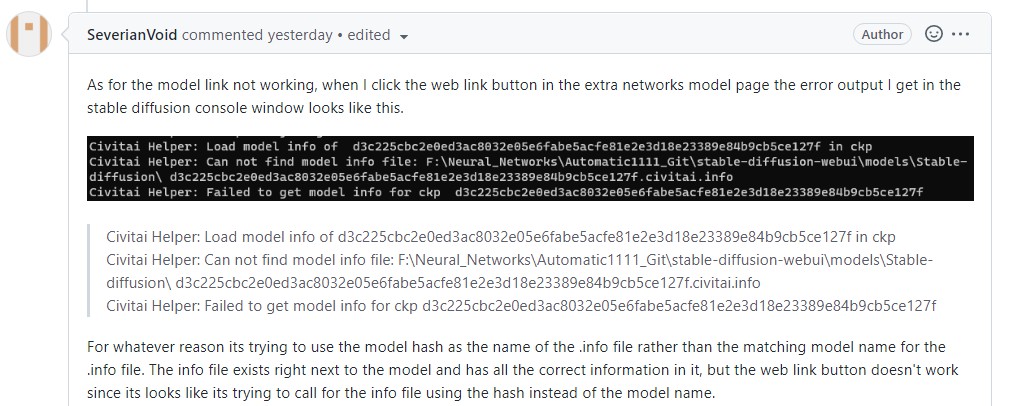 SeverianVoid commented yesterday • edited
Author
As for the model link not working, when I click the web link button in the extra networks model page the error output I get in the
stable diffusion console window looks like this.
Civitai Helper: Load model info of  d3c225cbc2e0ed3ac8032e05e6fabe5acfe81e2e3d18e23389e84b9cb5ce127f in ckp
Civitai Helper: Can not find model info file: F:\Neural_Networks\Automatic1111_Git\stable-diffusion-webui\models\Stable-
diffusion\ d3c225cbc2e0ed3ac8032e05e6fabe5acfe81e2e3d18e23389e84b9cb5ce127f.civitai.info
Civitai Helper: Failed to get model info for ckp  d3c225cbc2e0ed3ac8032e05e6fabe5acfe81e2e3d18e23389e84b9cb5ce127f
Civitai Helper: Load model info of d3c225cbc2e0ed3ac8032e05e6fabe5acfe81e2e3d18e23389e84b9cb5ce127f in ckp
Civitai Helper: Can not find model info file: F:\Neural_Networks\Automatic1111_Git\stable-diffusion-webui\models\Stable-
diffusion\ d3c225cbc2e0ed3ac8032e05e6fabe5acfe81e2e3d18e23389e84b9cb5ce127f.civitai.info
Civitai Helper: Failed to get model info for ckp d3c225cbc2e0ed3ac8032e05e6fabe5acfe81e2e3d18e23389e84b9cb5ce127f
For whatever reason its trying to use the model hash as the name of the .info file rather than the matching model name for the
.info file. The info file exists right next to the model and has all the correct information in it, but the web link button doesn't work
since its looks like its trying to call for the info file using the hash instead of the model name.